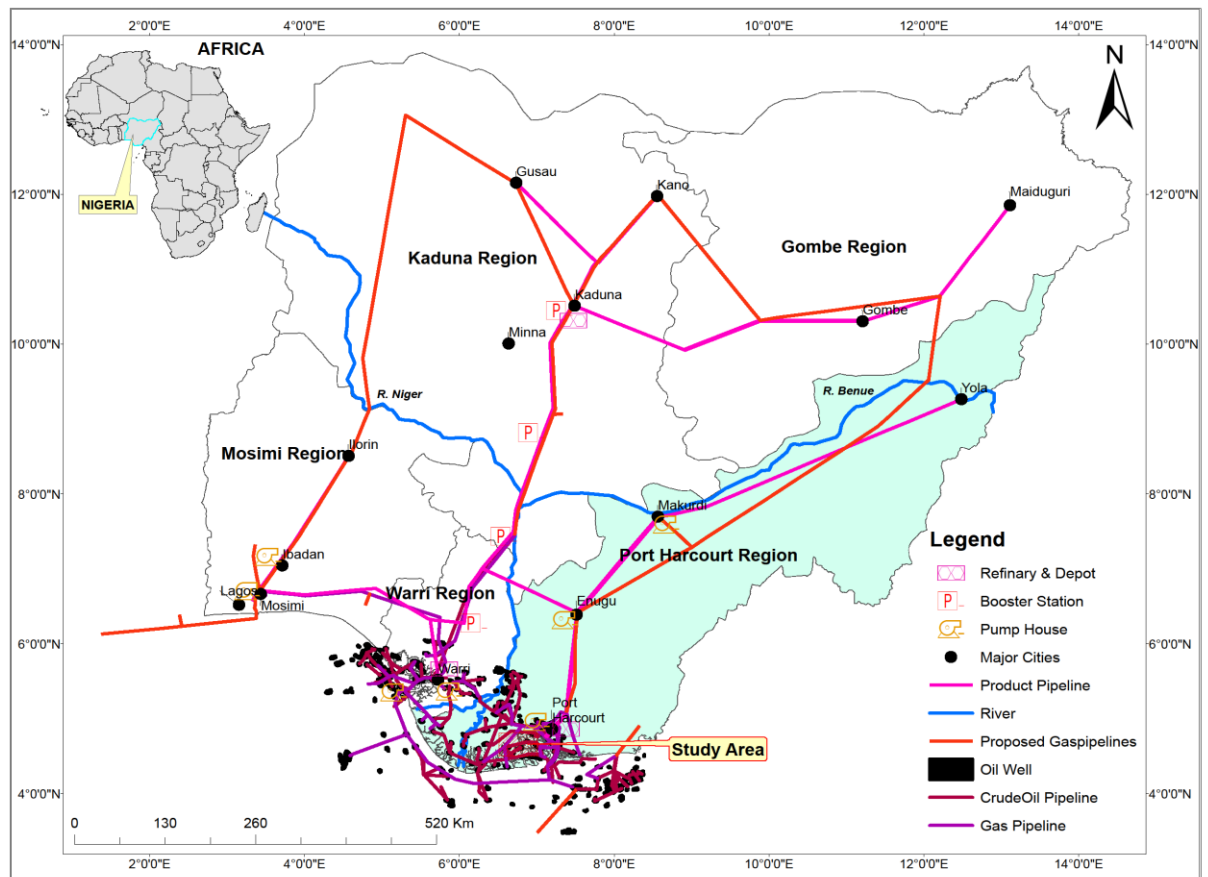 2°0'0"E 4°0'0"E 6°0'0"E 8°0'0"E 10°0'0"E 12°0'0"E 14°0'0"E
14°0'0"N
14°0'0"N
AFRICA
N
NIGERIA
12°0'0"N
12°0'0"N
Gusau
Kano
Maiduguri
Kaduna Region
Gombe Region
P
Kaduna
Gombe
Minna
10°0'0"N
10°0'0"N
R. Niger
R. Benue
Yola
P
Mosimi Region
Ilorin
8°0'0"N
8°0'0"N
Makurdi
P
Port Harcourt Region
Ibadan
Warri Region
Lagos
Mosimi
Enugu
P
6°0'0"N
6°0'0"N
Warri
Port
Harcourt
Study Area
4°0'0"N
4°0'0"N
Legend
Refinary & Depot
P Booster Station
Pump House
Major Cities
Product Pipeline
River
Proposed Gaspipelines
Oil Well
CrudeOil Pipeline
Gas Pipeline
0 130 260 520 Km
2°0'0"E 4°0'0"E 6°0'0"E 8°0'0"E 10°0'0"E 12°0'0"E 14°0'0"E